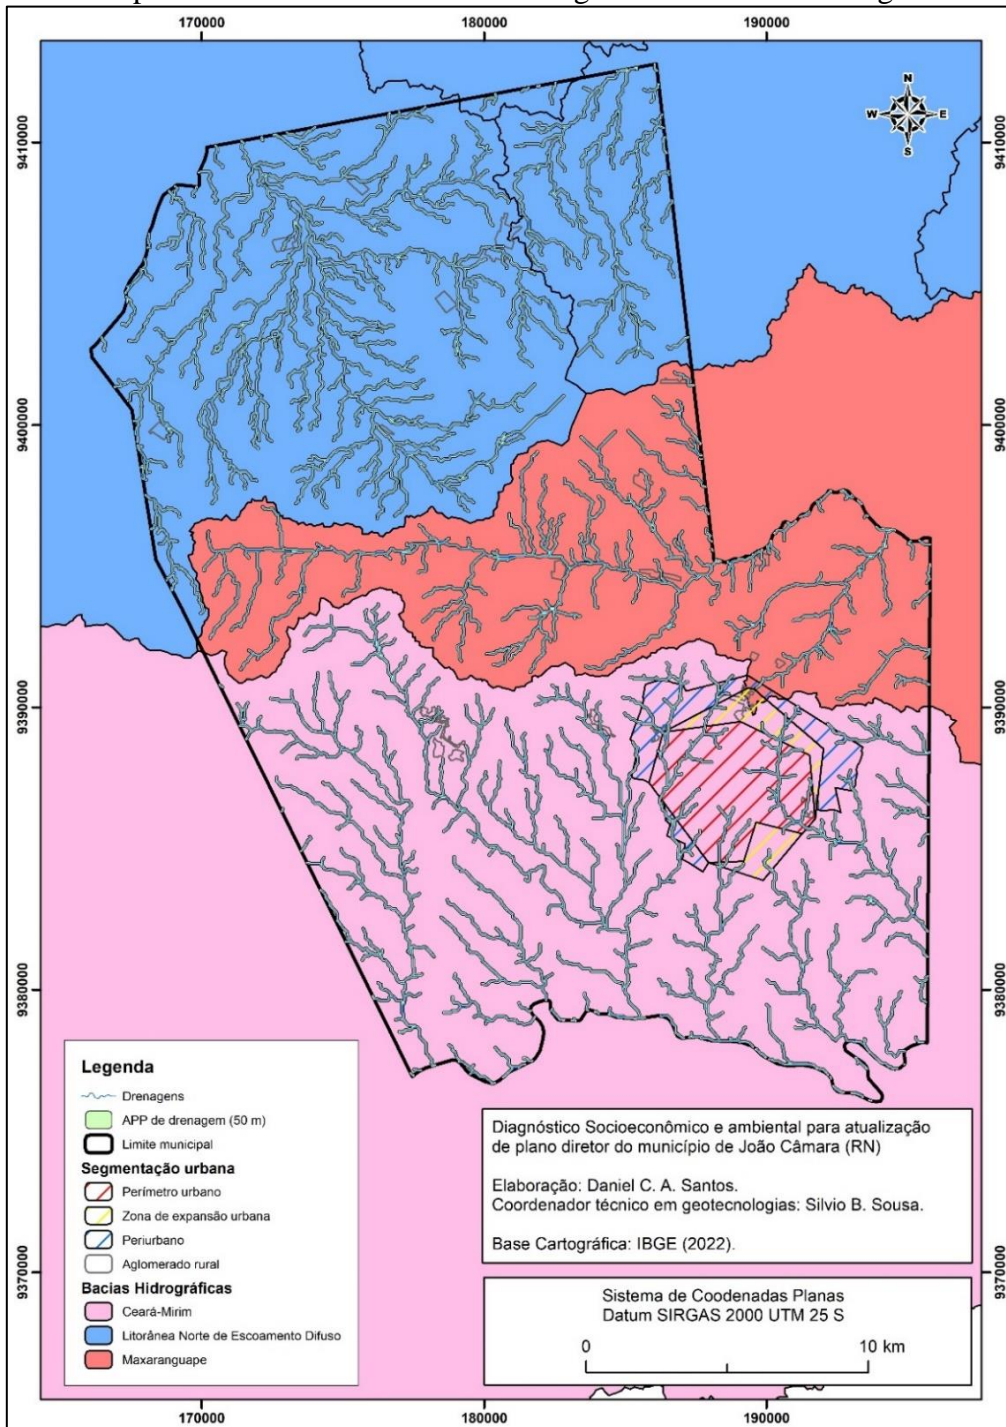 170000 180000 190000
N
W E
S
9410000 9410000
9400000 9400000
9390000 9390000
9380000 9380000
9370000 9370000
Legenda
Drenagens
APP de drenagem (50 m)
Limite municipal
Segmentação urbana
Perímetro urbano
Zona de expansão urbana
Periurbano
Aglomerado rural
Bacias Hidrográficas
Ceará-Mirim
Litorânea Norte de Escoamento Difuso
Maxaranguape
Diagnóstico Socioeconômico e ambiental para atualização
de plano diretor do município de João Câmara (RN)
Elaboração: Daniel C. A. Santos.
Coordenador técnico em geotecnologias: Silvio B. Sousa.
Base Cartográfica: IBGE (2022).
Sistema de Coodenadas Planas
Datum SIRGAS 2000 UTM 25 S
0 10 km
170000 180000 190000